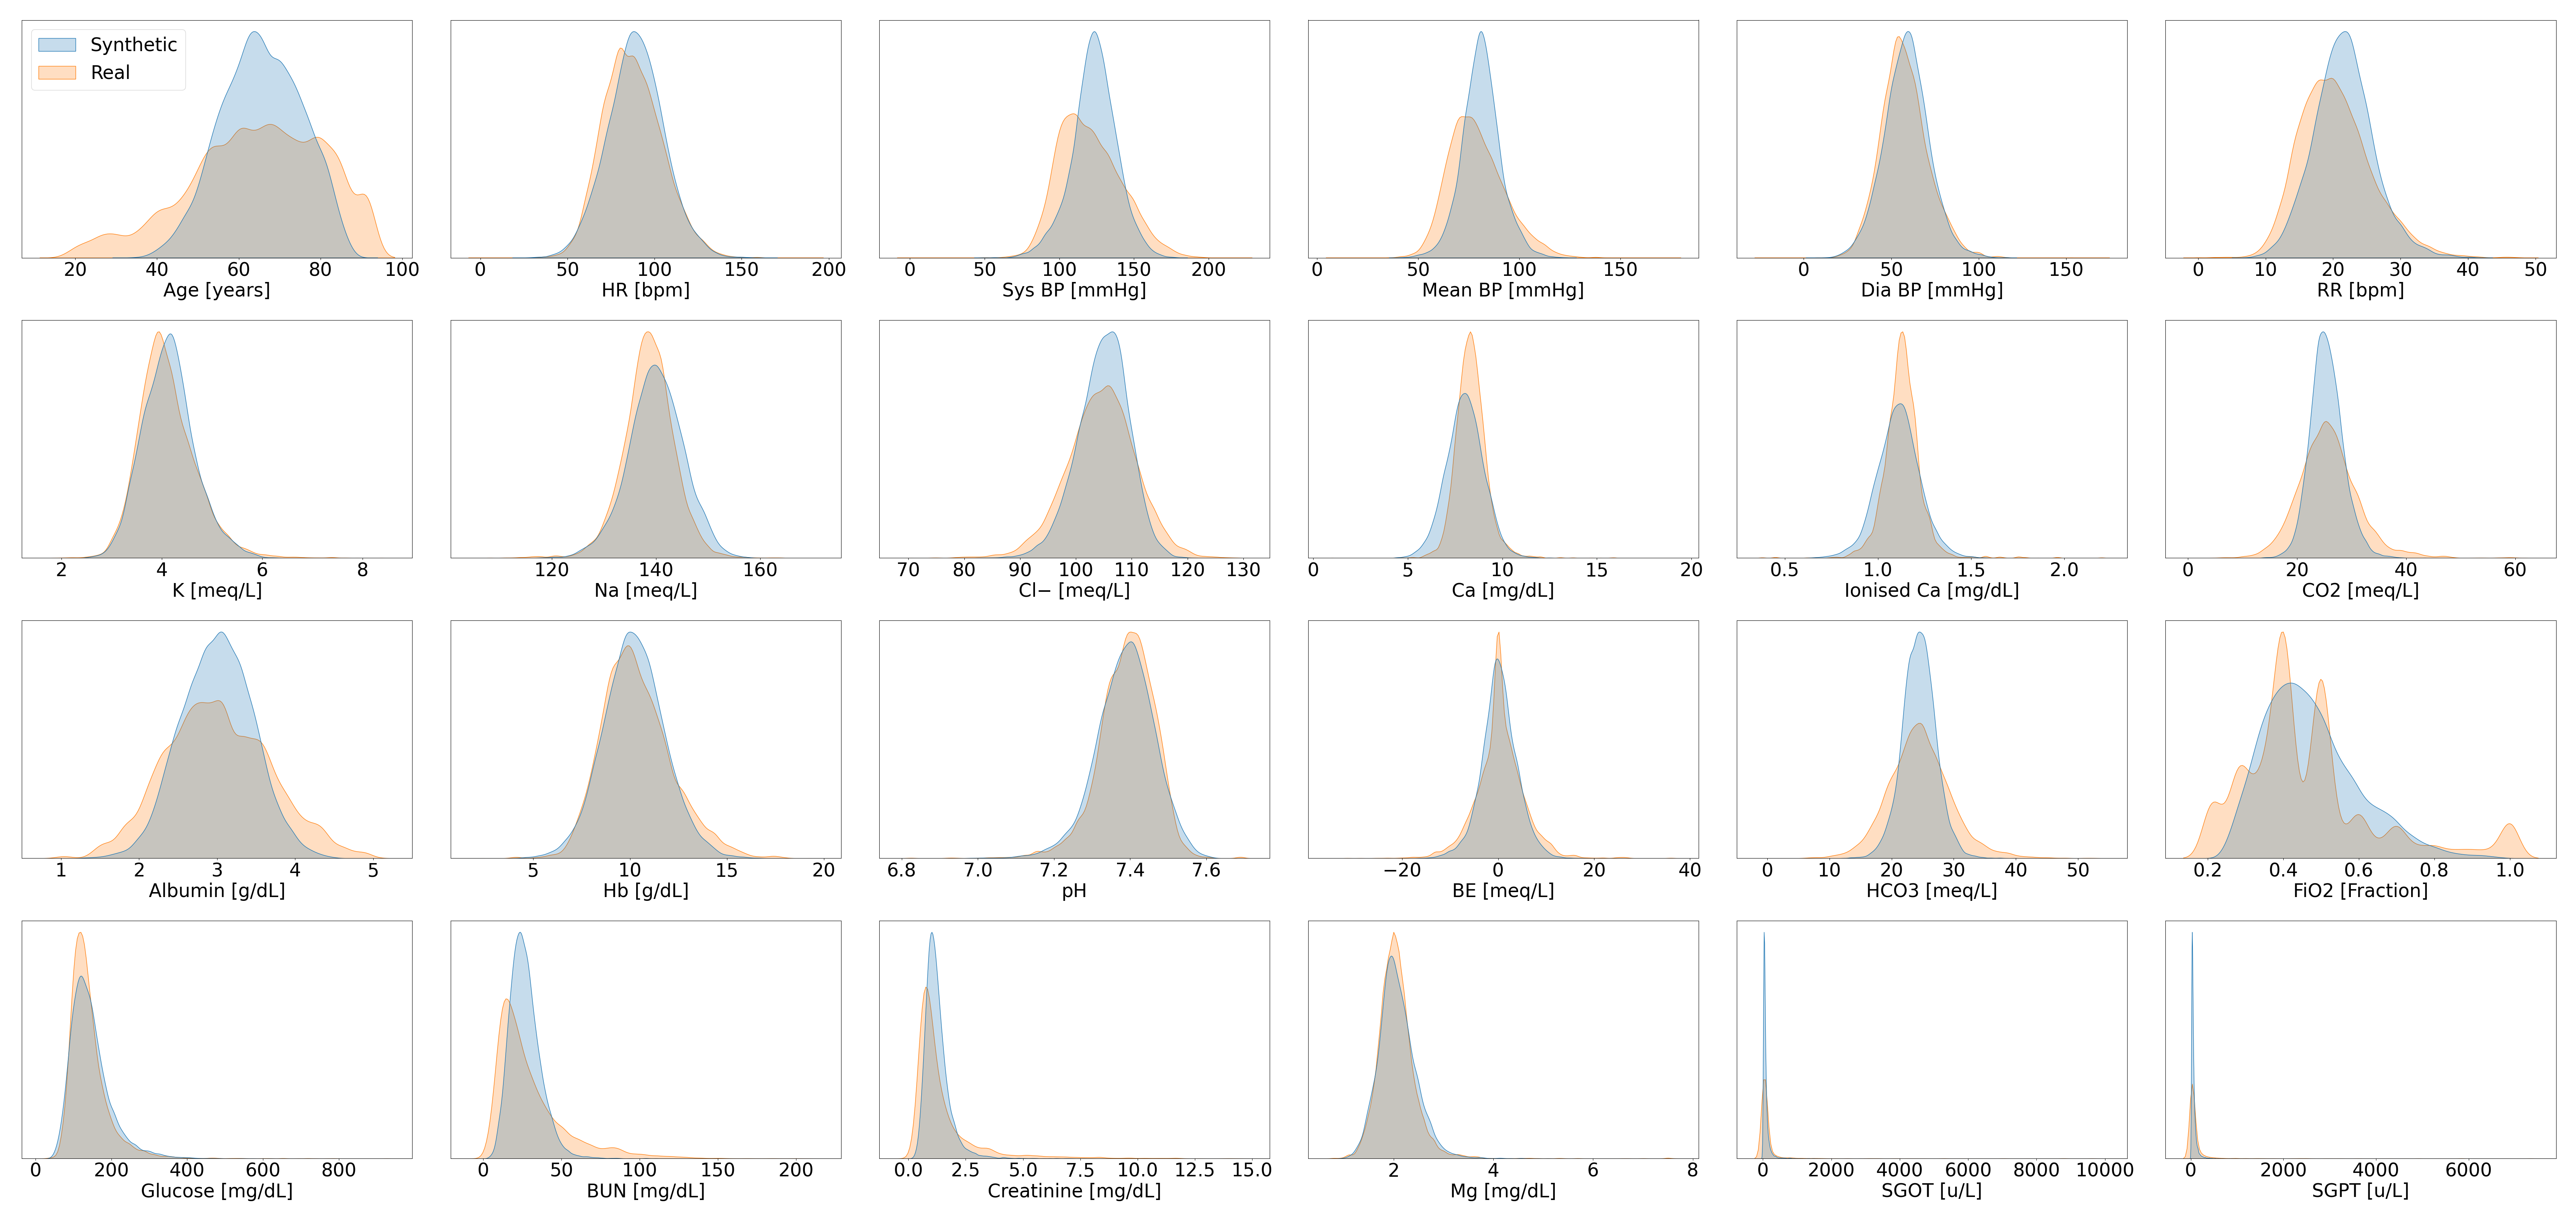 Synthetic
Real
20 40 60 80 100
Age [years]
0 50 100 150 200
HR [bpm]
0 50 100 150 200
Sys BP [mmHg]
0 50 100 150
Mean BP [mmHg]
0 50 100 150
Dia BP [mmHg]
0 10 20 30 40 50
RR [bpm]
2 4 6 8
K [meq/L]
120 140 160
Na [meq/L]
70 80 90 100 110 120 130
Cl− [meq/L]
0 5 10 15 20
Ca [mg/dL]
0.5 1.0 1.5 2.0
Ionised Ca [mg/dL]
0 20 40 60
CO2 [meq/L]
1 2 3 4 5
Albumin [g/dL]
5 10 15 20
Hb [g/dL]
6.8 7.0 7.2 7.4 7.6
pH
−20 0 20 40
BE [meq/L]
0 10 20 30 40 50
HCO3 [meq/L]
0.2 0.4 0.6 0.8 1.0
FiO2 [Fraction]
0 200 400 600 800
Glucose [mg/dL]
0 50 100 150 200
BUN [mg/dL]
0.0 2.5 5.0 7.5 10.0 12.5 15.0
Creatinine [mg/dL]
2 4 6 8
Mg [mg/dL]
0 2000 4000 6000 8000 10000
SGOT [u/L]
0 2000 4000 6000
SGPT [u/L]